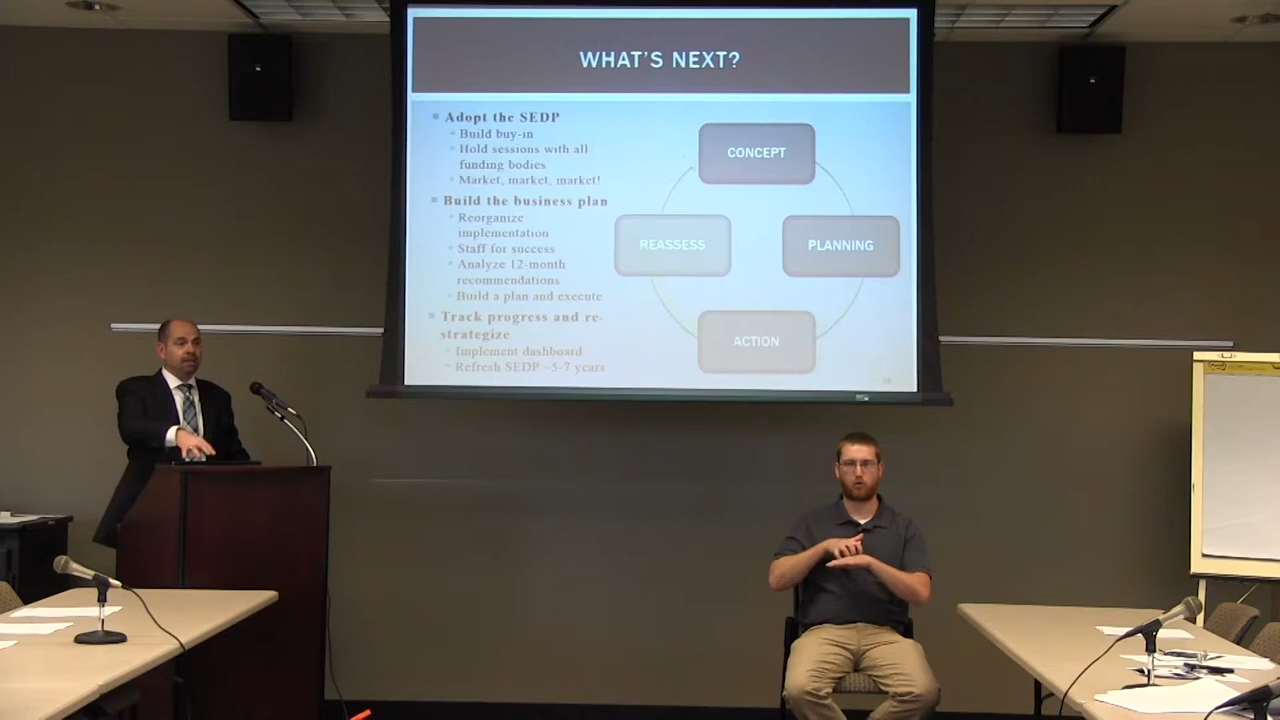 WHAT'S NEXT?
Adopt the SEDP
Build buy-in
Hold sessions with all
funding bodies
Market, market, market!
Build the business plan
Reorganize
implementation
Staff for success
Analyze 12-month
recommendations
Build a plan and execute
Track progress and re-
strategize
Implement dashboard
Refresh SEDP ~5-7 years
CONCEPT
PLANNING
ACTION
REASSESS